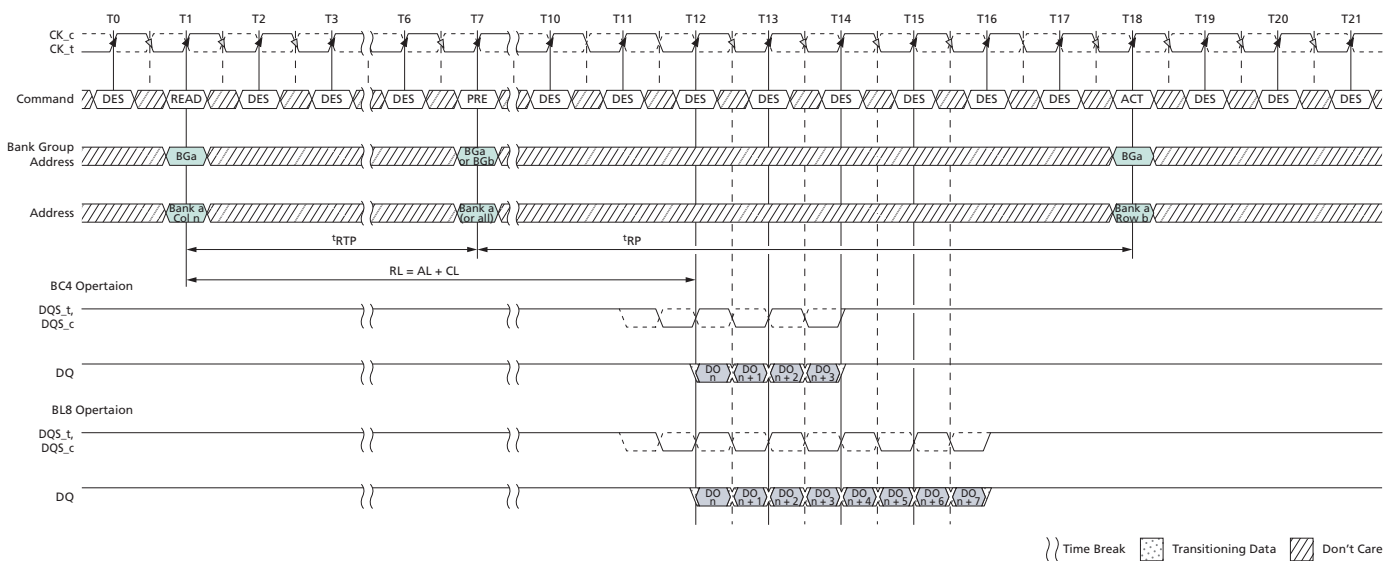 T0 T1 T2 T3 T6 T7 T10 T11 T12 T13 T14 T15 T16 T17 T18 T19 T20 T21
CK_c
CK_t
Command DES READ DES DES DES PRE DES DES DES DES DES DES DES DES ACT DES DES DES
Bank Group
Address
BGa
BGa
or BGb
BGa
Address
Bank a
Col n
Bank a
(or all)
Bank a
Row b
tRTP tRP
RL = AL + CL
BC4 Opertaion
DQS_t,
DQS_c
DQ
DO
n
DO
n + 1
DO
n + 2
DO
n + 3
BL8 Opertaion
DQS_t,
DQS_c
DQ
DO
n
DO
n + 1
DO
n + 2
DO
n + 3
DO
n + 4
DO
n + 5
DO
n + 6
DO
n + 7
Time Break Transitioning Data Don't Care